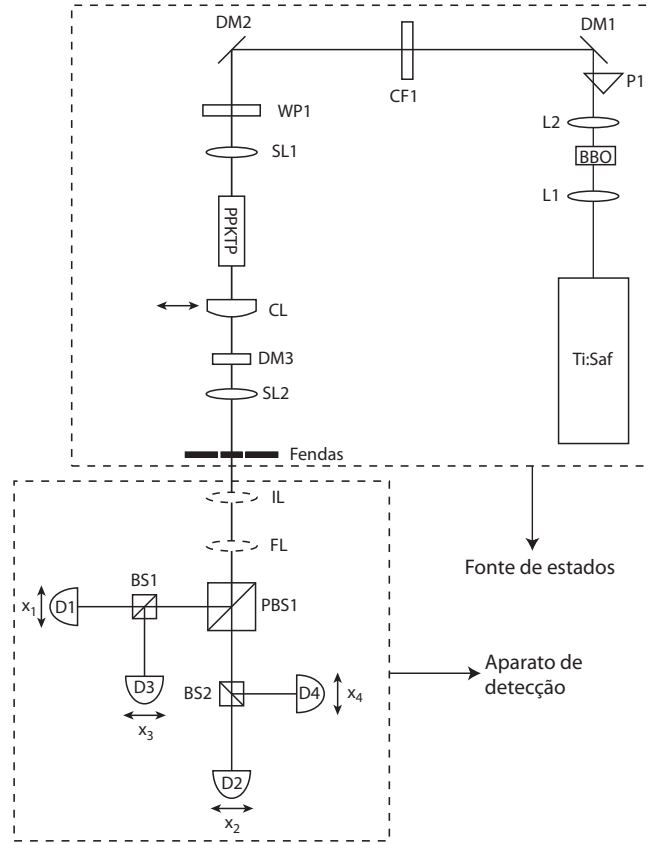 DM2
DM1
CF1
P1
WP1
L2
SL1
BBO
L1
PPKTP
CL
Ti:Saf
DM3
SL2
Fendas
IL
FL
Fonte de estados
BS1
PBS1
x1
D1
D3
x3
BS2
D4
x4
Aparato de
detecção
D2
x2